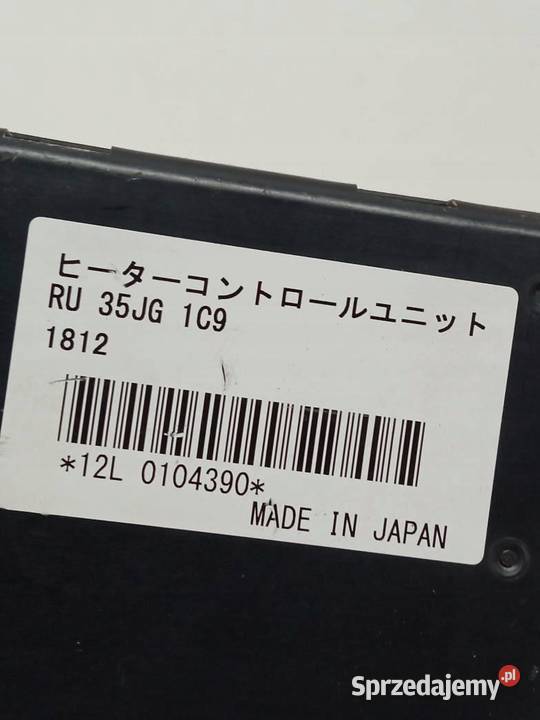 ヒーターコントロールユニット
RU 35JG 1C9
1812
*12L 0104390*
MADE IN JAPAN
Sprzedajemy.pl